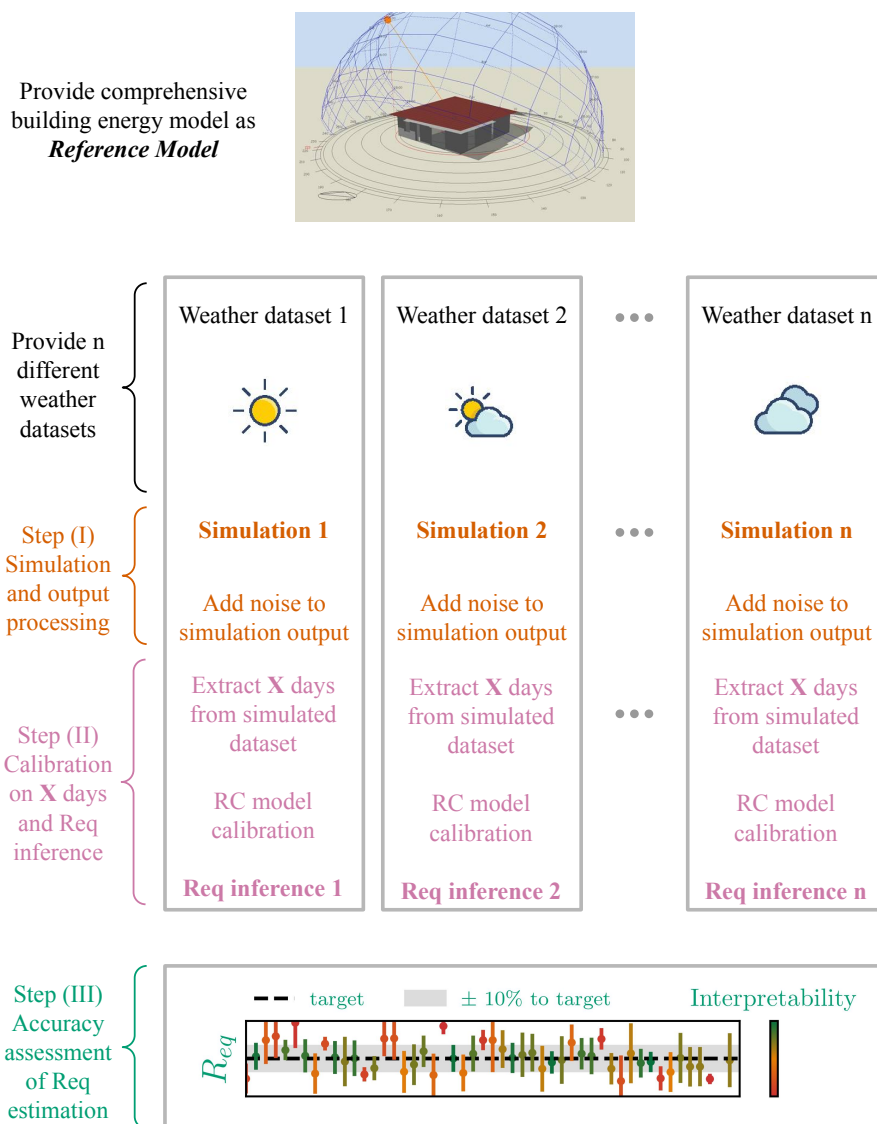 Provide comprehensive
building energy model as
Reference Model
Provide n
different
weather
datasets
Weather dataset 1
Weather dataset 2
Weather dataset n
Step (I)
Simulation
and output
processing
Simulation 1
Simulation 2
Simulation n
Add noise to
simulation output
Add noise to
simulation output
Add noise to
simulation output
Step (II)
Calibration
on X days
and Req
inference
Extract X days
from simulated
dataset
Extract X days
from simulated
dataset
Extract X days
from simulated
dataset
RC model
calibration
RC model
calibration
RC model
calibration
Req inference 1
Req inference 2
Req inference n
Step (III)
Accuracy
assessment
of Req
estimation
target
± 10% to target
Interpretability
R_eq